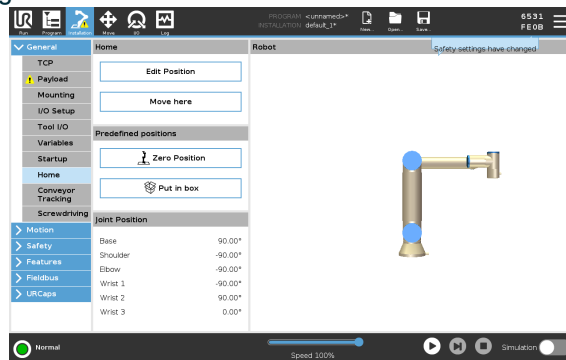 UR
PROGRAM <unnamed>*
INSTALLATION default_1*
6531
FE0B
Run
Program
Installation
Move
I/O
Log
New...
Open...
Save...
General
Home
Robot
Safety settings have changed
TCP
Payload
Mounting
I/O Setup
Tool I/O
Variables
Startup
Home
Conveyor
Tracking
Screwdriving
Motion
Safety
Features
Fieldbus
URCaps
Edit Position
Move here
Predefined positions
Zero Position
Put in box
Joint Position
Base 90.00°
Shoulder -90.00°
Elbow -90.00°
Wrist 1 -90.00°
Wrist 2 90.00°
Wrist 3 0.00°
Normal
Speed 100%
Simulation